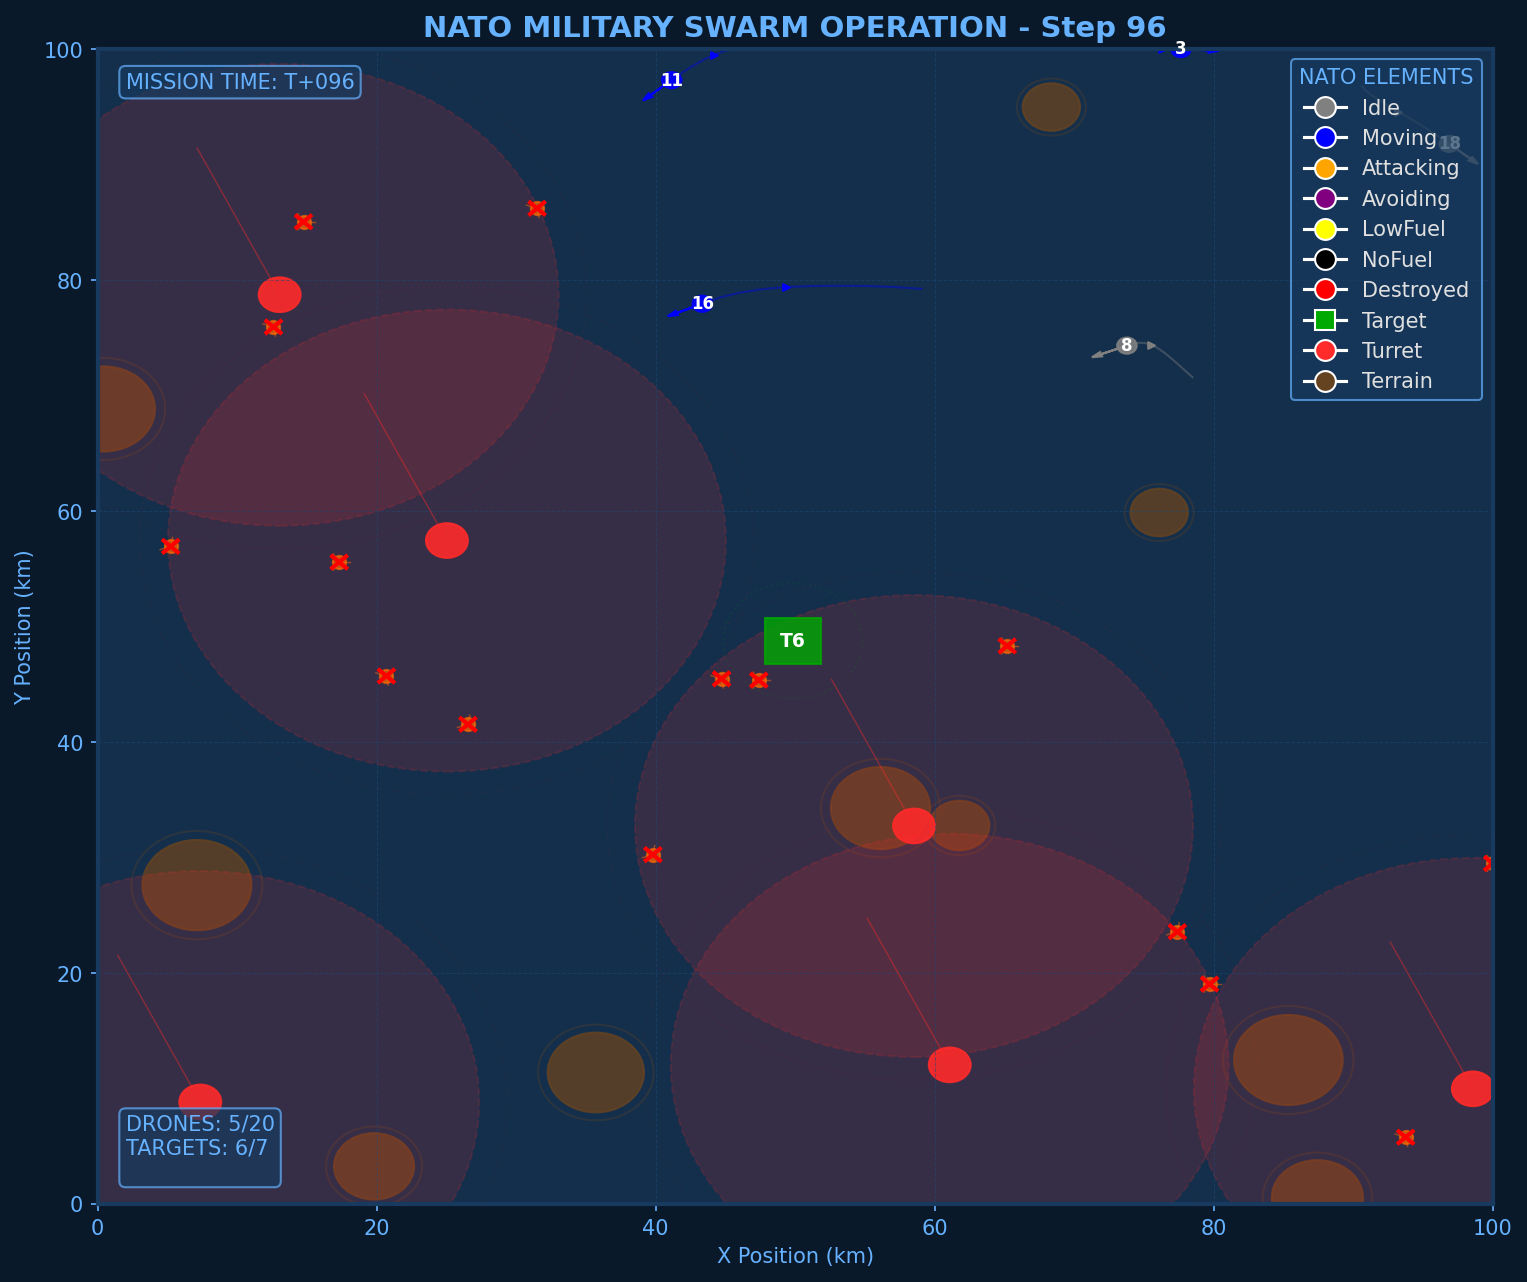 NATO MILITARY SWARM OPERATION - Step 96
100
80
60
40
20
0
Y Position (km)
MISSION TIME: T+096
11
3
NATO ELEMENTS
Idle
Moving
Attacking
Avoiding
LowFuel
NoFuel
Destroyed
Target
Turret
Terrain
18
16
8
T6
DRONES: 5/20
TARGETS: 6/7
0
20
40
60
80
100
X Position (km)